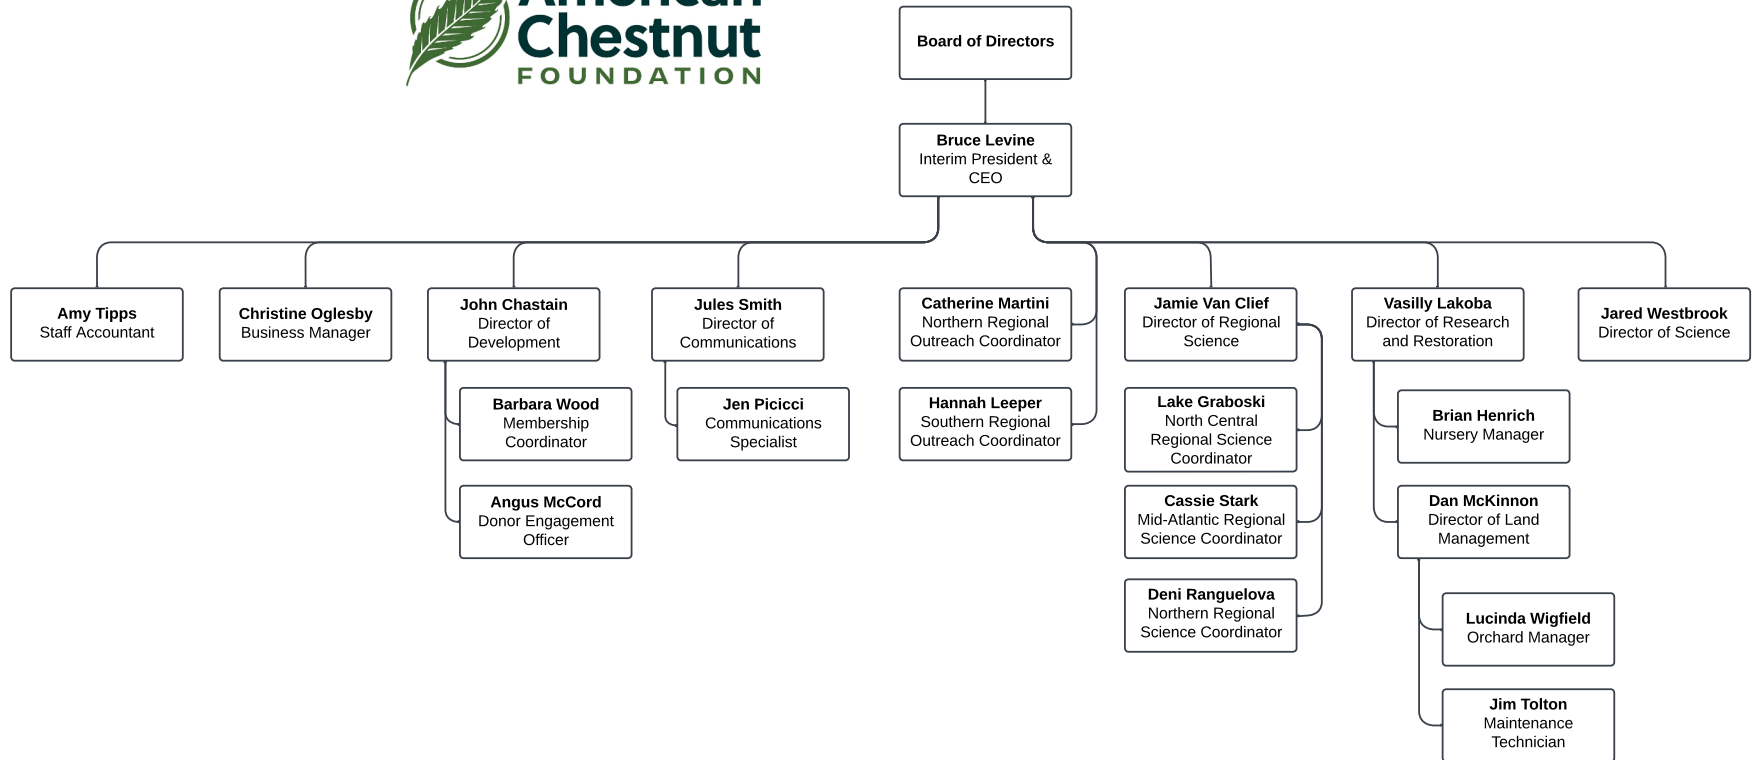 American
Chestnut
FOUNDATION
Board of Directors
Bruce Levine
Interim President &
CEO
Amy Tipps
Staff Accountant
Christine Oglesby
Business Manager
John Chastain
Director of
Development
Barbara Wood
Membership
Coordinator
Angus McCord
Donor Engagement
Officer
Jules Smith
Director of
Communications
Jen Picicci
Communications
Specialist
Catherine Martini
Northern Regional
Outreach Coordinator
Hannah Leeper
Southern Regional
Outreach Coordinator
Jamie Van Clief
Director of Regional
Science
Lake Graboski
North Central
Regional Science
Coordinator
Cassie Stark
Mid-Atlantic Regional
Science Coordinator
Deni Ranguelova
Northern Regional
Science Coordinator
Vasilly Lakoba
Director of Research
and Restoration
Brian Henrich
Nursery Manager
Dan McKinnon
Director of Land
Management
Lucinda Wigfield
Orchard Manager
Jim Tolton
Maintenance
Technician
Jared Westbrook
Director of Science